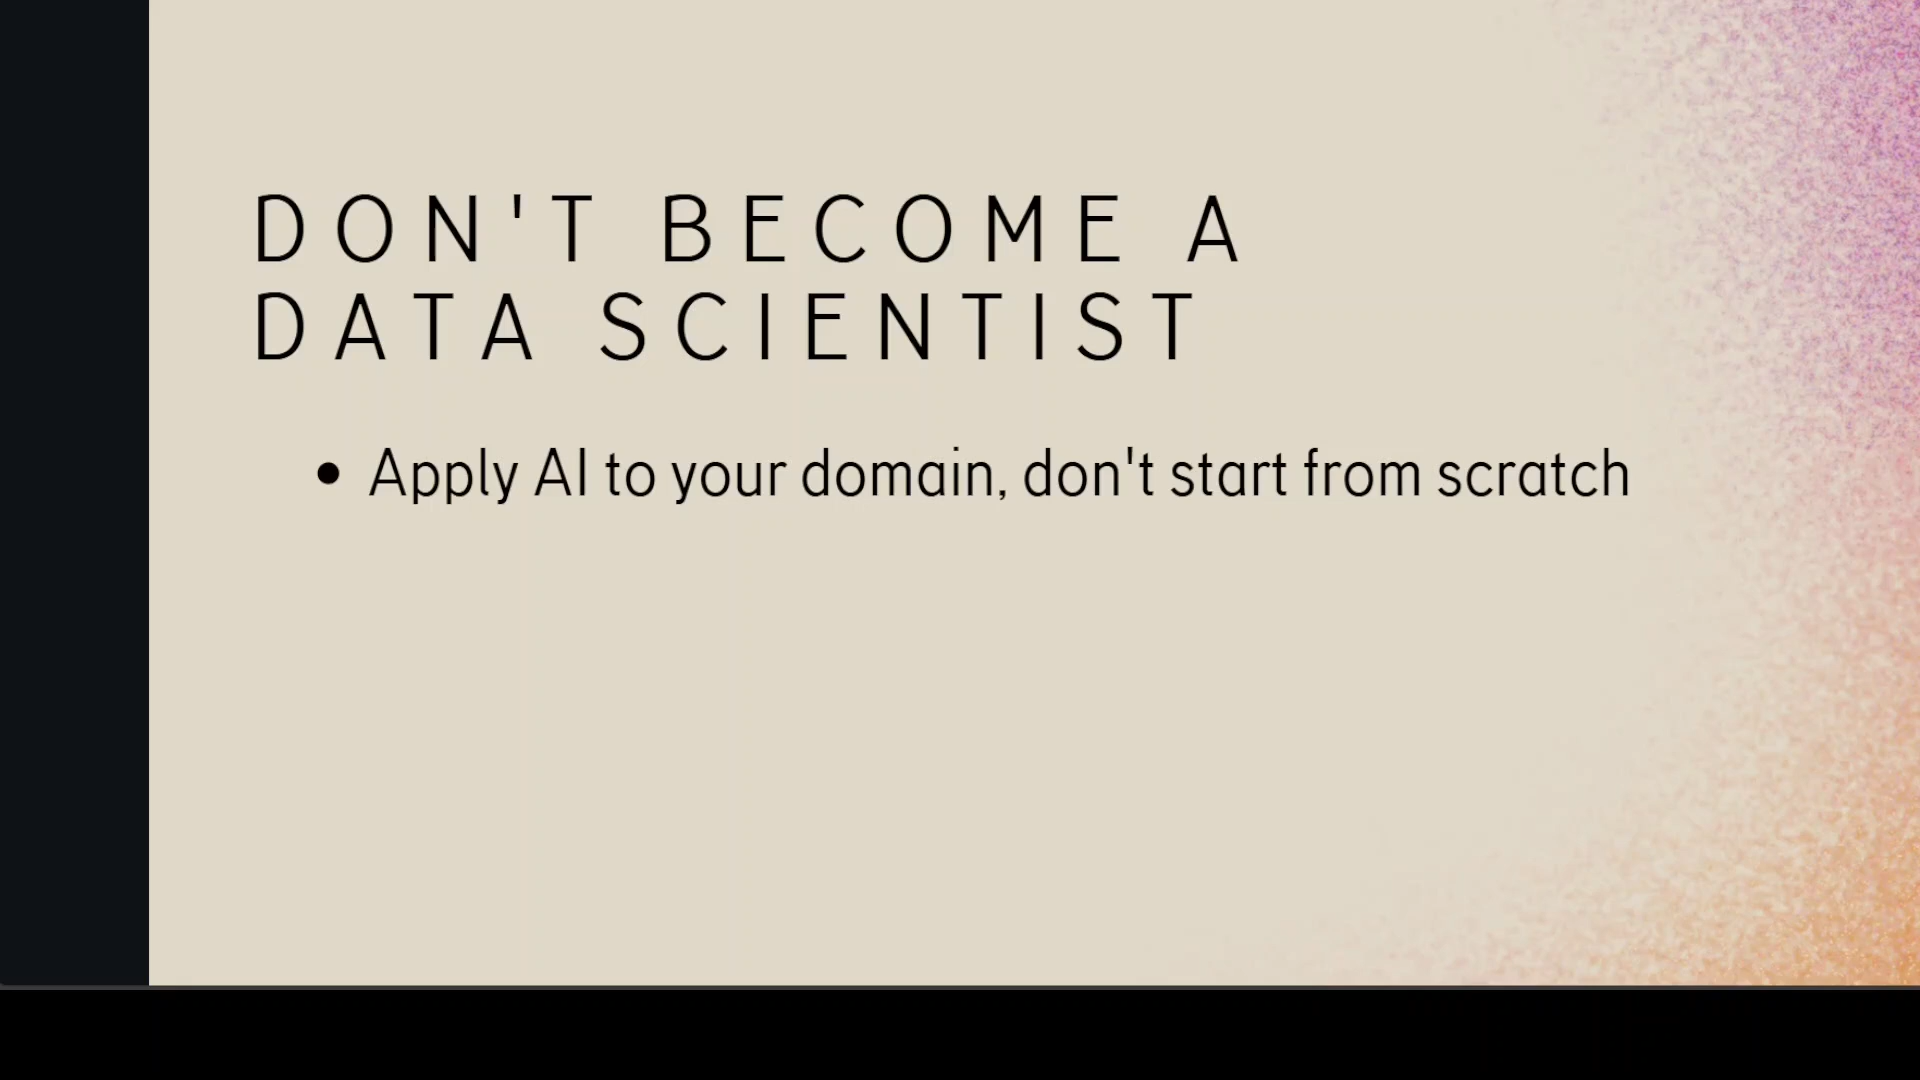 DON'T BECOME A
DATA SCIENTIST
• Apply AI to your domain, don't start from scratch